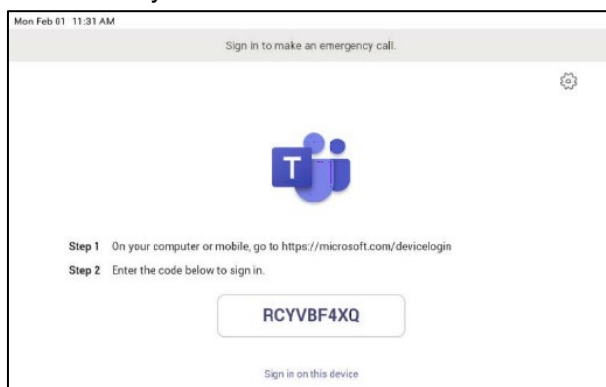 Mon Feb 01 11:31 AM
Sign in to make an emergency call.
T
Step 1 On your computer or mobile, go to https://microsoft.com/devicelogin
Step 2 Enter the code below to sign in.
RCYVBF4XQ
Sign in on this device